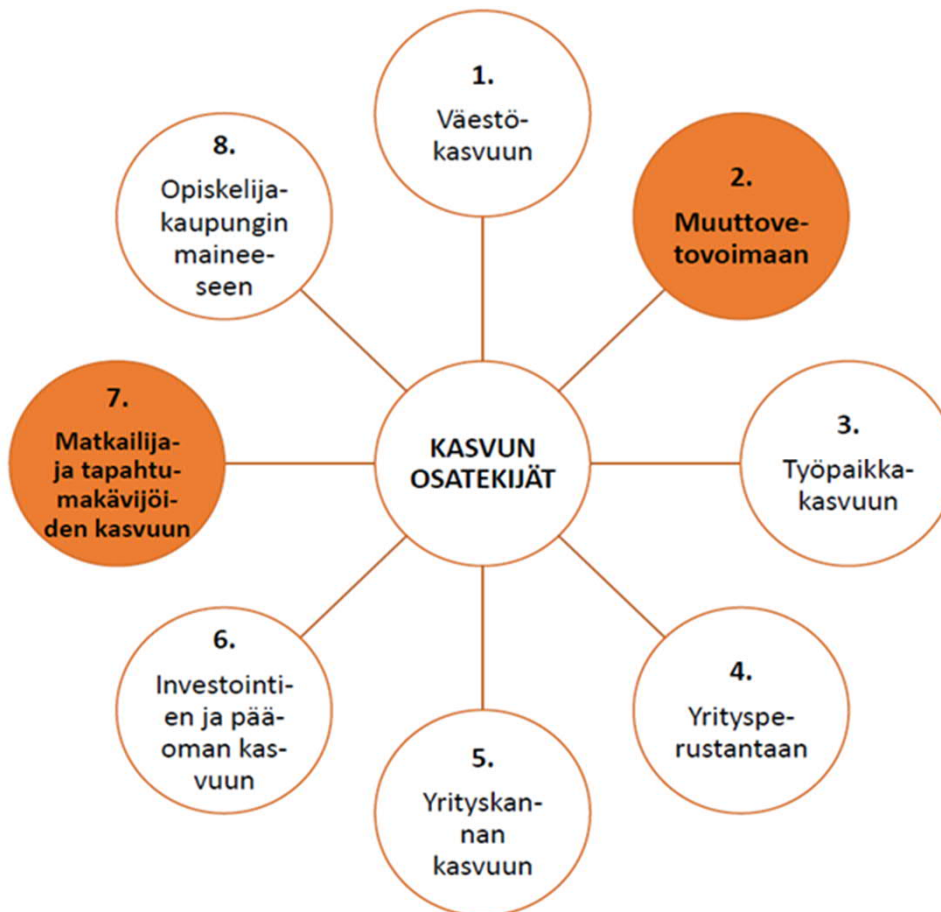 KASVUN
OSATEKIJÄT
1.
Väestö-
kasvuun
2.
Muuttove-
tovoimaan
3.
Työpaikka-
kasvuun
4.
Yrityspe-
rustantaan
5.
Yrityskan-
nan
kasvuun
6.
Investointi-
en ja pää-
oman kas-
vuun
7.
Matkailija-
ja tapahtu-
makävijöi-
den kasvuun
8.
Opiskelija-
kaupungin
mainee-
seen